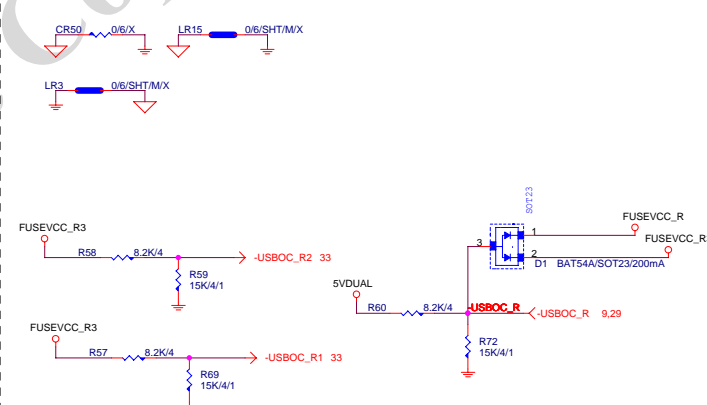 CR50 0/6/X
LR15 0/6/SHT/M/X
LR3 0/6/SHT/M/X
SOT23
FUSEVCC_R3
R58 8.2K/4
-USBOC_R2 33
R59
15K/4/1
FUSEVCC_R3
R57 8.2K/4
-USBOC_R1 33
R69
15K/4/1
3
1
2
FUSEVCC_R
FUSEVCC_R
D1 BAT54A/SOT23/200mA
5VDUAL
R60 8.2K/4
-USBOC_R
-USBOC_R 9,29
R72
15K/4/1